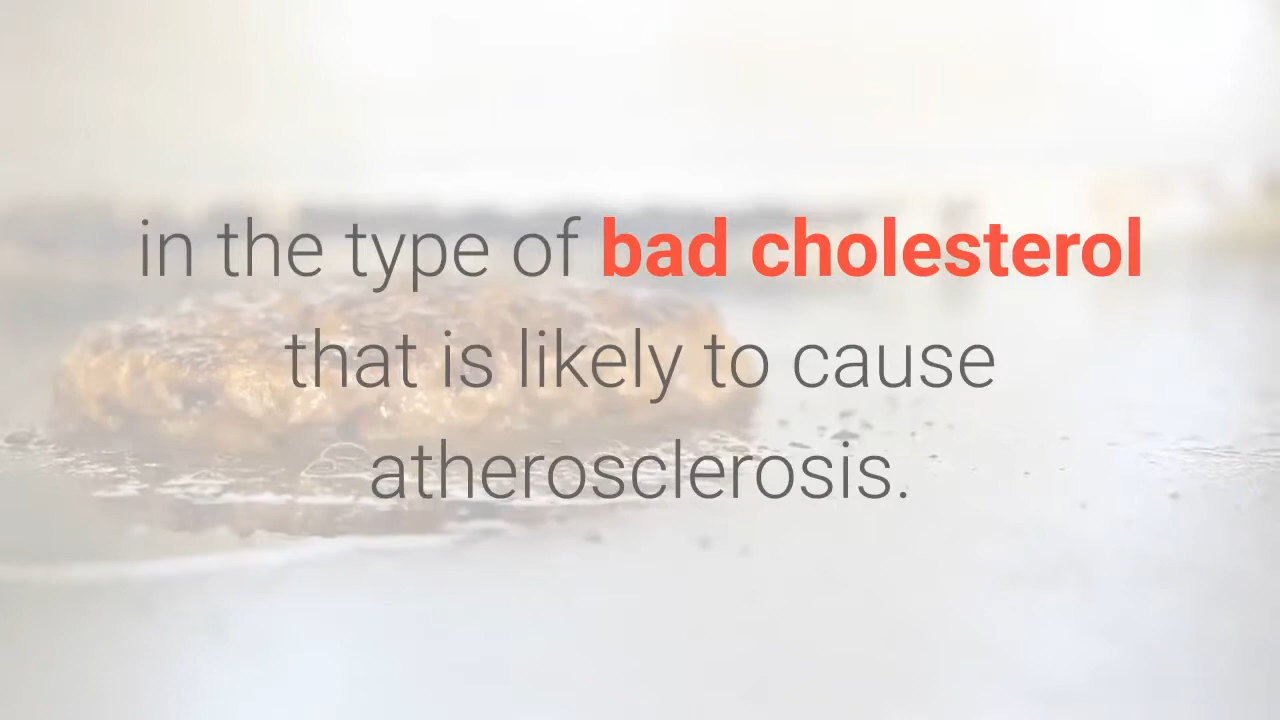 in the type of bad cholesterol
that is likely to cause
atherosclerosis.